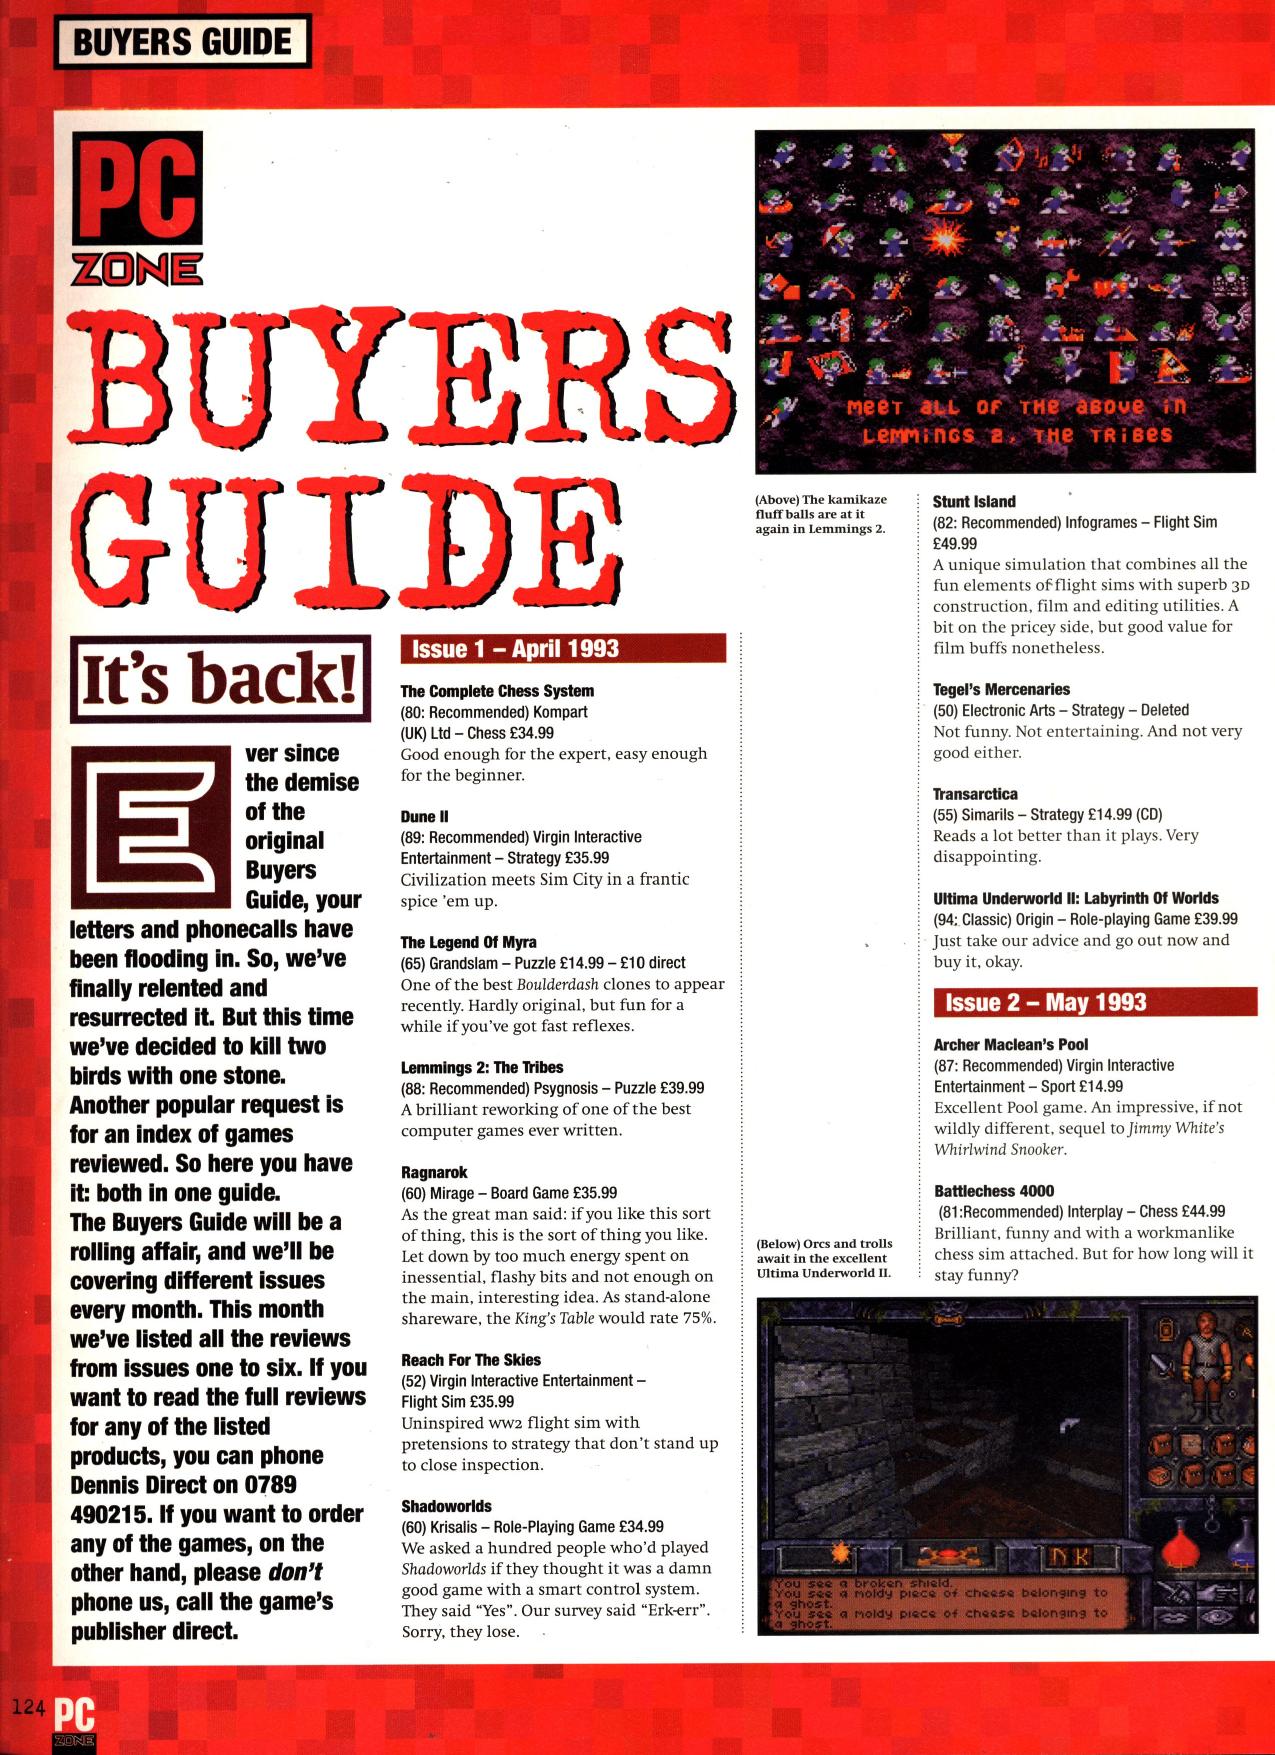 BUYERS GUIDE
PC
ZONE
BUYERS
GUIDE
It's back!
Ever since
the demise
of the
original
Buyers
Guide, your
letters and phonecalls have
been flooding in. So, we've
finally relented and
resurrected it. But this time
we've decided to kill two
birds with one stone.
Another popular request is
for an index of games
reviewed. So here you have
it: both in one guide.
The Buyers Guide will be a
rolling affair, and we'll be
covering different issues
every month. This month
we've listed all the reviews
from issues one to six. If you
want to read the full reviews
for any of the listed
products, you can phone
Dennis Direct on 0789
490215. If you want to order
any of the games, on the
other hand, please don't
phone us, call the game's
publisher direct.
Issue 1 – April 1993
The Complete Chess System
(80: Recommended) Kompart
(UK) Ltd – Chess £34.99
Good enough for the expert, easy enough
for the beginner.
Dune II
(89: Recommended) Virgin Interactive
Entertainment – Strategy £35.99
Civilization meets Sim City in a frantic
spice 'em up.
The Legend Of Myra
(65) Grandslam – Puzzle £14.99 – £10 direct
One of the best Boulderdash clones to appear
recently. Hardly original, but fun for a
while if you've got fast reflexes.
Lemmings 2: The Tribes
(88: Recommended) Psygnosis – Puzzle £39.99
A brilliant reworking of one of the best
computer games ever written.
Ragnarok
(60) Mirage – Board Game £35.99
As the great man said: if you like this sort
of thing, this is the sort of thing you like.
Let down by too much energy spent on
inessential, flashy bits and not enough on
the main, interesting idea. As stand-alone
shareware, the King's Table would rate 75%.
Reach For The Skies
(52) Virgin Interactive Entertainment –
Flight Sim £35.99
Uninspired WW2 flight sim with
pretensions to strategy that don't stand up
to close inspection.
Shadoworlds
(60) Krisalis – Role-Playing Game £34.99
We asked a hundred people who'd played
Shadoworlds if they thought it was a damn
good game with a smart control system.
They said "Yes". Our survey said "Erk-err".
Sorry, they lose.
MEET ALL OF THE ABOVE IN
LEMMINGS 2, THE TRIBES
(Above) The kamikaze
fluff balls are at it
again in Lemmings 2.
Stunt Island
(82: Recommended) Infogrames – Flight Sim
£49.99
A unique simulation that combines all the
fun elements of flight sims with superb 3D
construction, film and editing utilities. A
bit on the pricey side, but good value for
film buffs nonetheless.
Tegel's Mercenaries
(50) Electronic Arts – Strategy – Deleted
Not funny. Not entertaining. And not very
good either.
Transarctica
(55) Simarils – Strategy £14.99 (CD)
Reads a lot better than it plays. Very
disappointing.
Ultima Underworld II: Labyrinth Of Worlds
(94: Classic) Origin – Role-playing Game £39.99
Just take our advice and go out now and
buy it, okay.
Issue 2 – May 1993
Archer Maclean's Pool
(87: Recommended) Virgin Interactive
Entertainment – Sport £14.99
Excellent Pool game. An impressive, if not
wildly different, sequel to Jimmy White's
Whirlwind Snooker.
Battlechess 4000
(81:Recommended) Interplay – Chess £44.99
Brilliant, funny and with a workmanlike
chess sim attached. But for how long will it
stay funny?
(Below) Orcs and trolls
await in the excellent
Ultima Underworld II.
You see a broken shield.
You see a moldy piece of cheese belonging to
a ghost.
You see a moldy piece of cheese belonging to
a ghost.
124 PC
ZONE